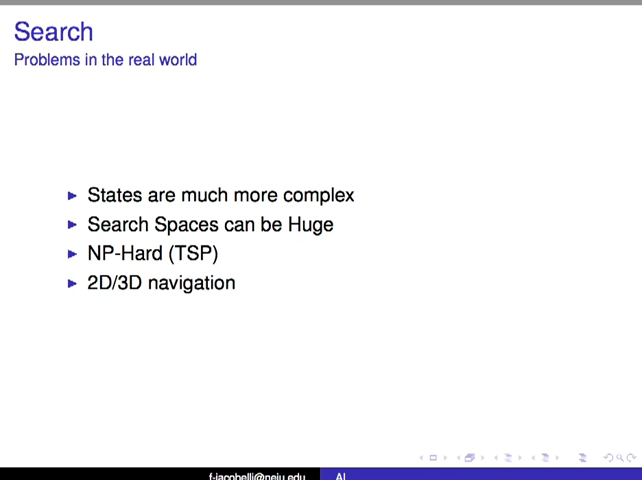 Search
Problems in the real world
States are much more complex
Search Spaces can be Huge
NP-Hard (TSP)
2D/3D navigation
f-jacobelli@neiu.edu
AI